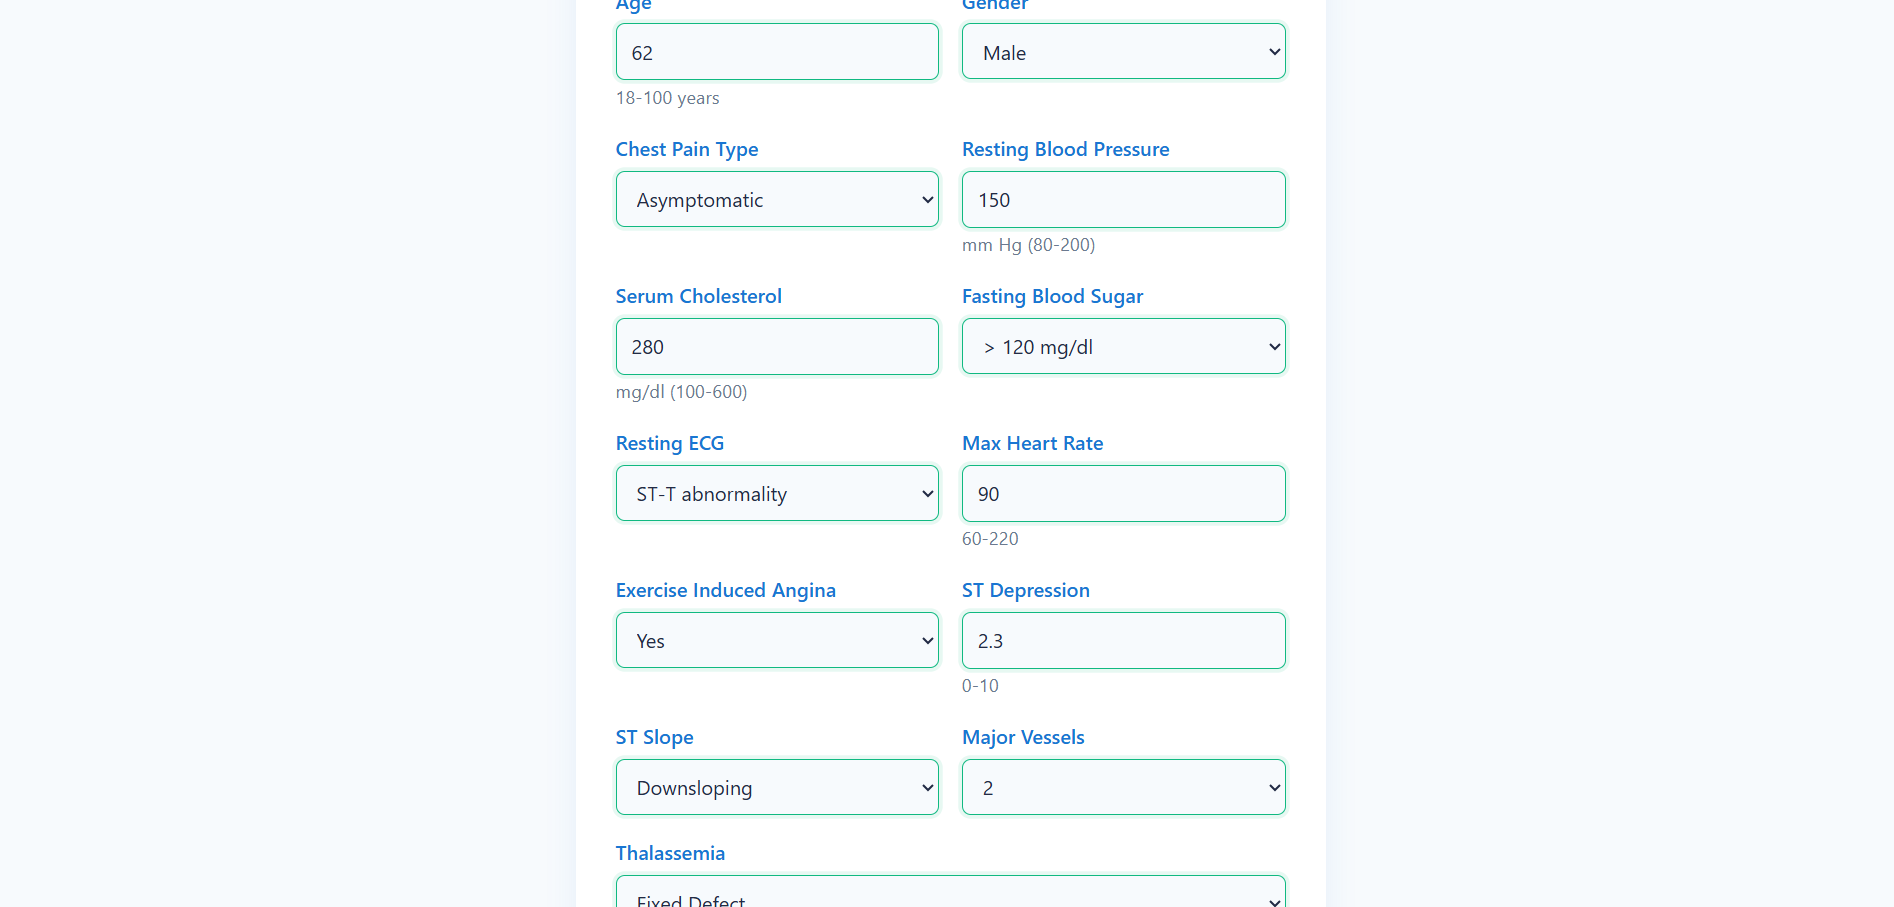 Age Gender
62 Male
18-100 years
Chest Pain Type Resting Blood Pressure
Asymptomatic 150
mm Hg (80-200)
Serum Cholesterol Fasting Blood Sugar
280 > 120 mg/dl
mg/dl (100-600)
Resting ECG Max Heart Rate
ST-T abnormality 90
60-220
Exercise Induced Angina ST Depression
Yes 2.3
0-10
ST Slope Major Vessels
Downsloping 2
Thalassemia
Fixed Defect